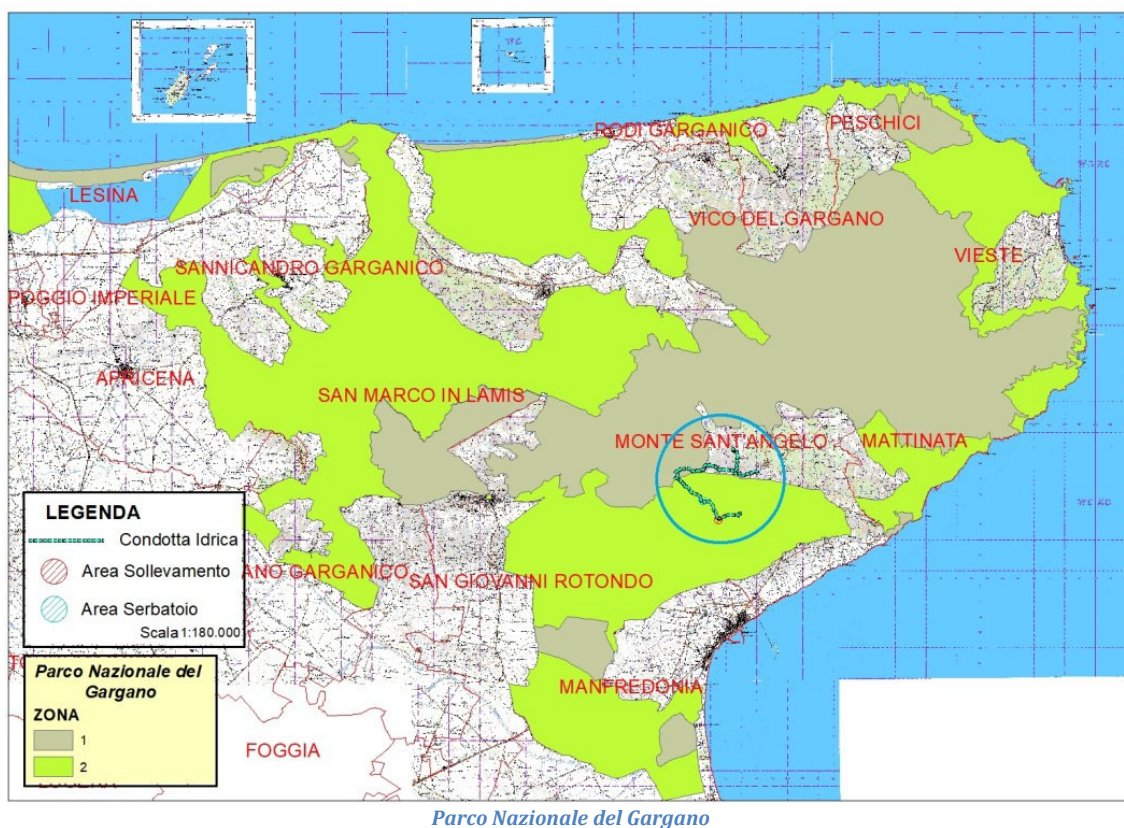 RODI GARGANICO
PESCHICI
LESINA
VICO DEL GARGANO
VIESTE
SANNICANDRO GARGANICO
POGGIO IMPERIALE
APRICENA
SAN MARCO IN LAMIS
MONTE SANT'ANGELO
MATTINATA
LEGENDA
Condotta Idrica
Area Sollevamento
Area Serbatoio
Scala 1:180.000
ANO GARGANICO
SAN GIOVANNI ROTONDO
Parco Nazionale del
Gargano
ZONA
1
2
MANFREDONIA
FOGGIA
Parco Nazionale del Gargano